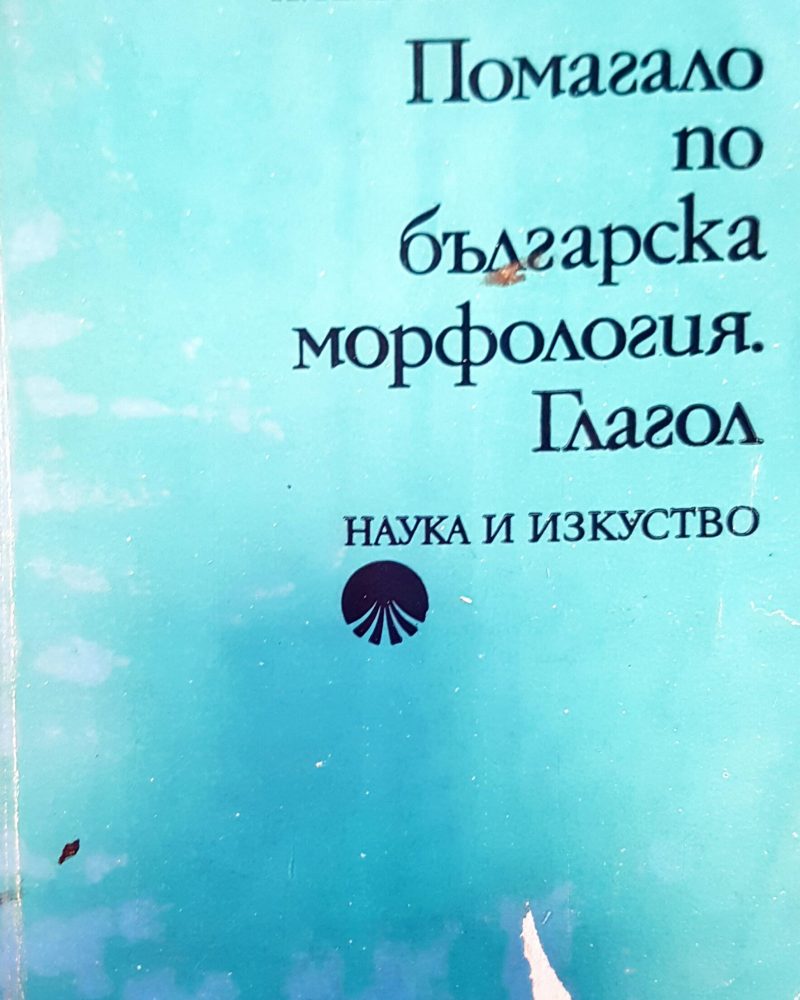 Помагало
по
българска
морфология.
Глагол
НАУКА И ИЗКУСТВО